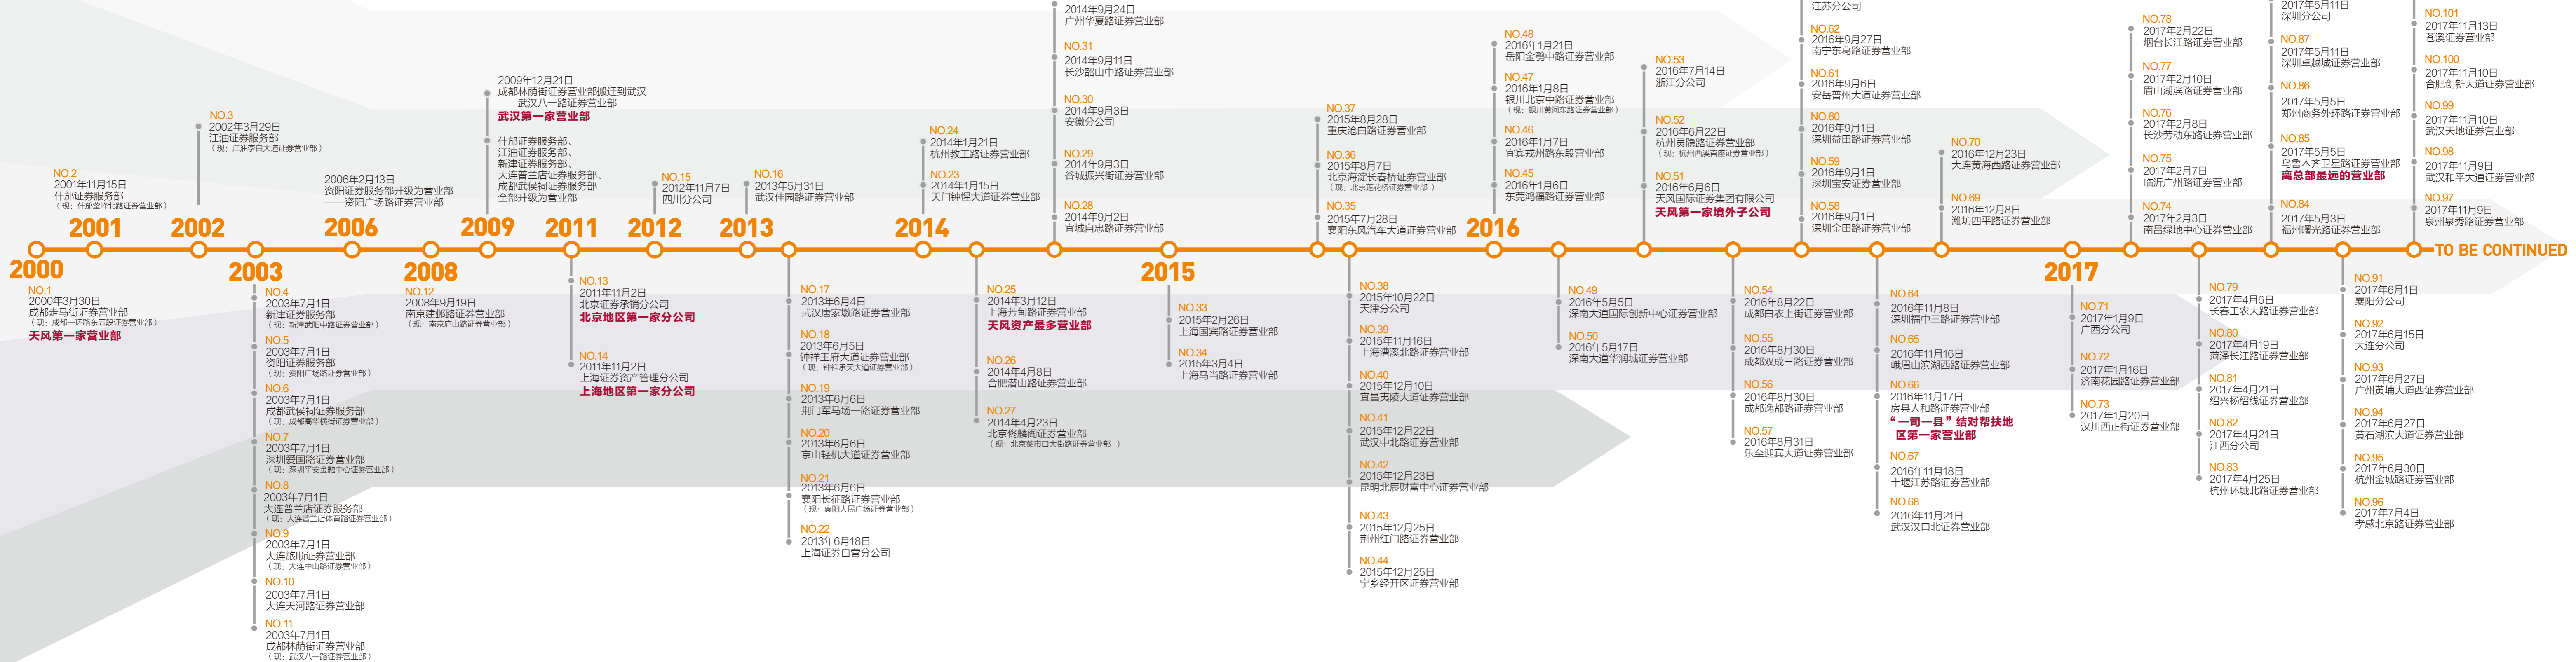 2000
NO.1
2000年3月30日
成都走马街证券营业部
（现：成都一环路东五段证券营业部）
天风第一家营业部
NO.2
2001年11月15日
什邡证券服务部
（现：什邡蓥峰北路证券营业部）
2001
NO.3
2002年3月29日
江油证券服务部
（现：江油李白大道证券营业部）
2002
2003
NO.4
2003年7月1日
新津证券服务部
（现：新津武阳中路证券营业部）
NO.5
2003年7月1日
资阳证券服务部
（现：资阳广场路证券营业部）
NO.6
2003年7月1日
成都武侯祠证券服务部
（现：成都高华横街证券营业部）
NO.7
2003年7月1日
深圳爱国路证券营业部
（现：深圳平安金融中心证券营业部）
NO.8
2003年7月1日
大连普兰店证券服务部
（现：大连普兰店体育路证券营业部）
NO.9
2003年7月1日
大连旅顺证券营业部
（现：大连中山路证券营业部）
NO.10
2003年7月1日
大连天河路证券营业部
NO.11
2003年7月1日
成都林荫街证券营业部
（现：武汉八一路证券营业部）
2006年2月13日
资阳证券服务部升级为营业部
——资阳广场路证券营业部
2006
2008
NO.12
2008年9月19日
南京建邺路证券营业部
（现：南京庐山路证券营业部）
2009年12月21日
成都林荫街证券营业部搬迁到武汉
——武汉八一路证券营业部
武汉第一家营业部
什邡证券服务部、
江油证券服务部、
新津证券服务部、
大连普兰店证券服务部、
成都武侯祠证券服务部
全部升级为营业部
2009
2011
NO.13
2011年11月2日
北京证券承销分公司
北京地区第一家分公司
NO.14
2011年11月2日
上海证券资产管理分公司
上海地区第一家分公司
NO.15
2012年11月7日
四川分公司
2012
NO.16
2013年5月31日
武汉佳园路证券营业部
2013
NO.17
2013年6月4日
武汉唐家墩路证券营业部
NO.18
2013年6月5日
钟祥王府大道证券营业部
（现：钟祥承天大道证券营业部）
NO.19
2013年6月6日
荆门军马场一路证券营业部
NO.20
2013年6月6日
京山轻机大道证券营业部
NO.21
2013年6月6日
襄阳长征路证券营业部
（现：襄阳人民广场证券营业部）
NO.22
2013年6月18日
上海证券自营分公司
NO.24
2014年1月21日
杭州教工路证券营业部
NO.23
2014年1月15日
天门钟惺大道证券营业部
2014
NO.25
2014年3月12日
上海芳甸路证券营业部
天风资产最多营业部
NO.26
2014年4月8日
合肥潜山路证券营业部
NO.27
2014年4月23日
北京佟麟阁证券营业部
（现：北京菜市口大街路证券营业部 ）
2014年9月24日
广州华夏路证券营业部
NO.31
2014年9月11日
长沙韶山中路证券营业部
NO.30
2014年9月3日
安徽分公司
NO.29
2014年9月3日
谷城振兴街证券营业部
NO.28
2014年9月2日
宜城自忠路证券营业部
2015
NO.33
2015年2月26日
上海国宾路证券营业部
NO.34
2015年3月4日
上海马当路证券营业部
NO.37
2015年8月28日
重庆沧白路证券营业部
NO.36
2015年8月7日
北京海淀长春桥证券营业部
（现：北京莲花桥证券营业部 ）
NO.35
2015年7月28日
襄阳东风汽车大道证券营业部
NO.38
2015年10月22日
天津分公司
NO.39
2015年11月16日
上海漕溪北路证券营业部
NO.40
2015年12月10日
宜昌夷陵大道证券营业部
NO.41
2015年12月22日
武汉中北路证券营业部
NO.42
2015年12月23日
昆明北辰财富中心证券营业部
NO.43
2015年12月25日
荆州红门路证券营业部
NO.44
2015年12月25日
宁乡经开区证券营业部
NO.48
2016年1月21日
岳阳金鹗中路证券营业部
NO.47
2016年1月8日
银川北京中路证券营业部
（现：银川黄河东路证券营业部）
NO.46
2016年1月7日
宜宾戎州路东段营业部
NO.45
2016年1月6日
东莞鸿福路证券营业部
2016
NO.49
2016年5月5日
深南大道国际创新中心证券营业部
NO.50
2016年5月17日
深南大道华润城证券营业部
NO.53
2016年7月14日
浙江分公司
NO.52
2016年6月22日
杭州灵隐路证券营业部
（现：杭州西溪首座证券营业部）
NO.51
2016年6月6日
天风国际证券集团有限公司
天风第一家境外子公司
NO.54
2016年8月22日
成都白衣上街证券营业部
NO.55
2016年8月30日
成都双成三路证券营业部
NO.56
2016年8月30日
成都逸都路证券营业部
NO.57
2016年8月31日
乐至迎宾大道证券营业部
江苏分公司
NO.62
2016年9月27日
南宁东葛路证券营业部
NO.61
2016年9月6日
安岳普州大道证券营业部
NO.60
2016年9月1日
深圳益田路证券营业部
NO.59
2016年9月1日
深圳宝安证券营业部
NO.58
2016年9月1日
深圳金田路证券营业部
NO.64
2016年11月8日
深圳福中三路证券营业部
NO.65
2016年11月16日
峨眉山滨湖西路证券营业部
NO.66
2016年11月17日
房县人和路证券营业部
“一司一县”结对帮扶地
区第一家营业部
NO.67
2016年11月18日
十堰江苏路证券营业部
NO.68
2016年11月21日
武汉汉口北证券营业部
NO.70
2016年12月23日
大连黄海西路证券营业部
NO.69
2016年12月8日
潍坊四平路证券营业部
2017
NO.71
2017年1月9日
广西分公司
NO.72
2017年1月16日
济南花园路证券营业部
NO.73
2017年1月20日
汉川西正街证券营业部
NO.78
2017年2月22日
烟台长江路证券营业部
NO.77
2017年2月10日
眉山湖滨路证券营业部
NO.76
2017年2月8日
长沙劳动东路证券营业部
NO.75
2017年2月7日
临沂广州路证券营业部
NO.74
2017年2月3日
南昌绿地中心证券营业部
NO.79
2017年4月6日
长春工农大路证券营业部
NO.80
2017年4月19日
菏泽长江路证券营业部
NO.81
2017年4月21日
绍兴杨绍线证券营业部
NO.82
2017年4月21日
江西分公司
NO.83
2017年4月25日
杭州环城北路证券营业部
2017年5月11日
深圳分公司
NO.87
2017年5月11日
深圳卓越城证券营业部
NO.86
2017年5月5日
郑州商务外环路证券营业部
NO.85
2017年5月5日
乌鲁木齐卫星路证券营业部
离总部最远的营业部
NO.84
2017年5月3日
福州曙光路证券营业部
NO.91
2017年6月1日
襄阳分公司
NO.92
2017年6月15日
大连分公司
NO.93
2017年6月27日
广州黄埔大道西证券营业部
NO.94
2017年6月27日
黄石湖滨大道证券营业部
NO.95
2017年6月30日
杭州金城路证券营业部
NO.96
2017年7月4日
孝感北京路证券营业部
NO.101
2017年11月13日
苍溪证券营业部
NO.100
2017年11月10日
合肥创新大道证券营业部
NO.99
2017年11月10日
武汉天地证券营业部
NO.98
2017年11月9日
武汉和平大道证券营业部
NO.97
2017年11月9日
泉州泉秀路证券营业部
TO BE CONTINUED